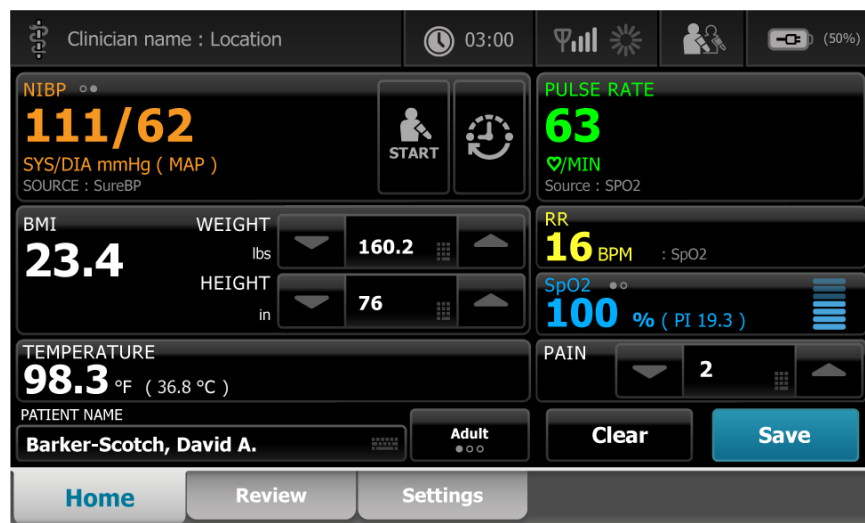 Clinician name : Location
03:00
(50%)
NIBP
111/62
SYS/DIA mmHg ( MAP )
SOURCE : SureBP
START
PULSE RATE
63
♡/MIN
Source : SPO2
BMI
23.4
WEIGHT
lbs
160.2
HEIGHT
in
76
RR
16 BPM : SpO2
SpO2
100 % ( PI 19.3 )
TEMPERATURE
98.3 °F ( 36.8 °C )
PAIN
2
PATIENT NAME
Barker-Scotch, David A.
Adult
Clear
Save
Home
Review
Settings